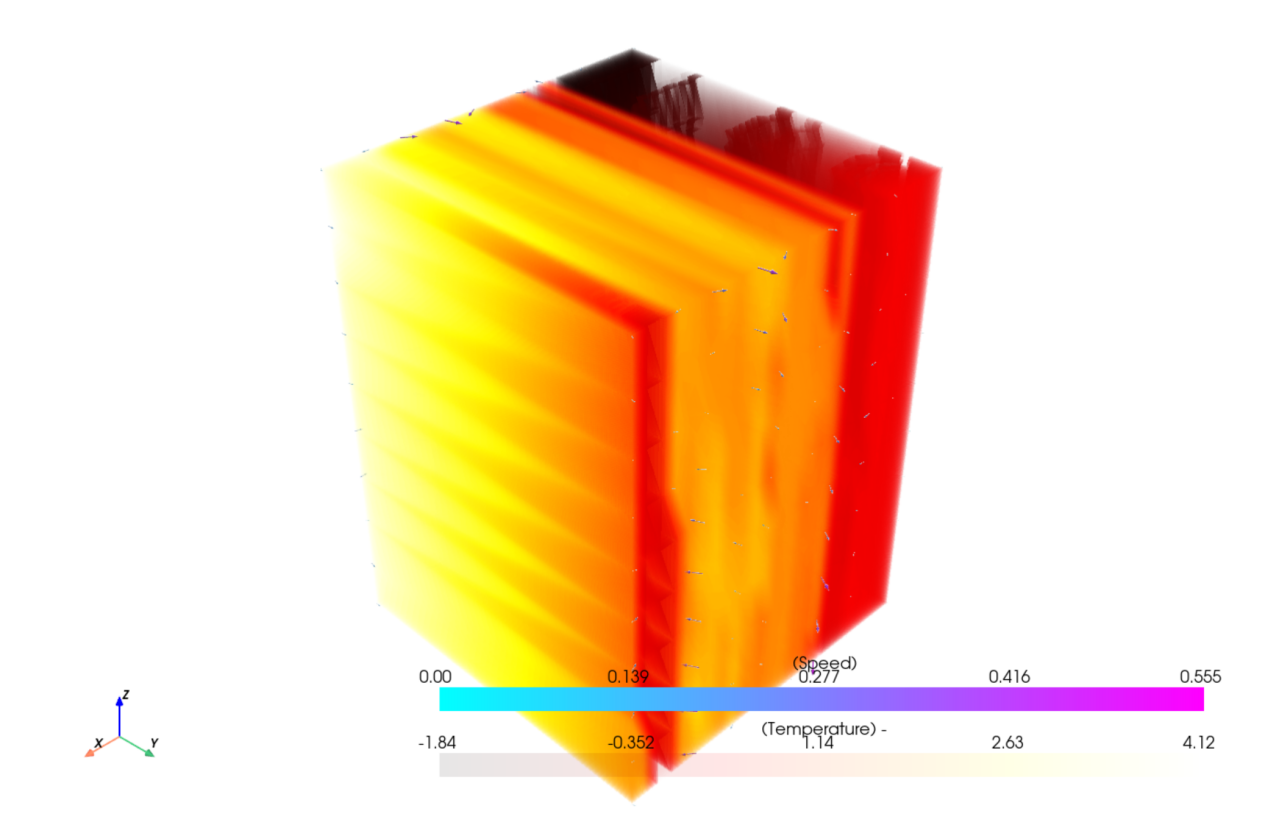 (Speed)
0.00 0.139 0.277 0.416 0.555
Z
X Y
(Temperature) -
-1.84 -0.352 1.14 2.63 4.12